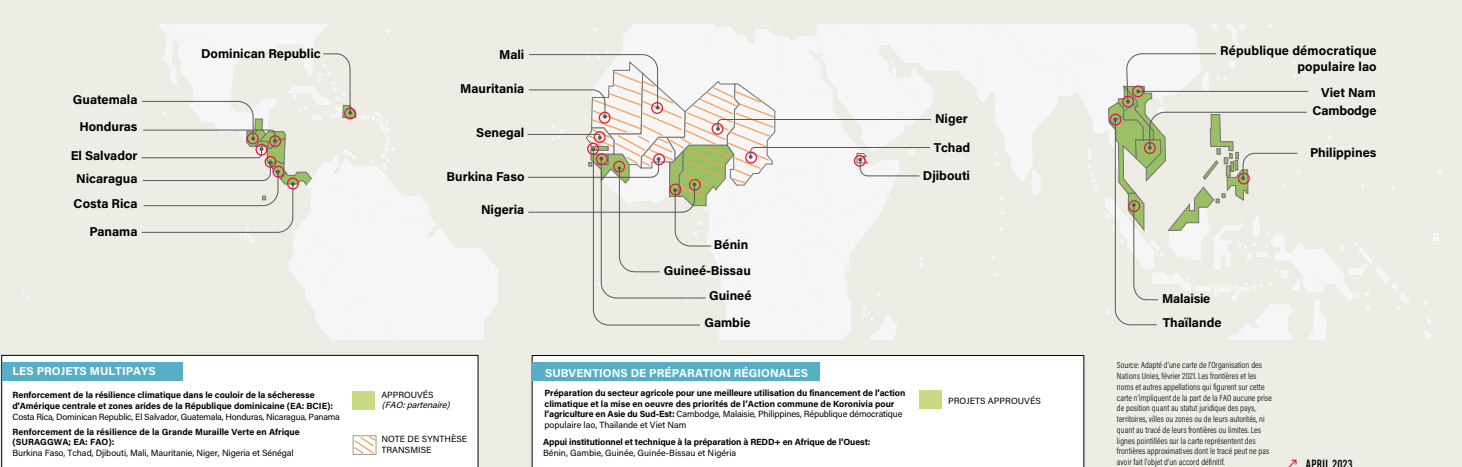 Dominican Republic
Guatemala
Honduras
El Salvador
Nicaragua
Costa Rica
Panama
Mali
Mauritania
Senegal
Burkina Faso
Nigeria
Niger
Tchad
Djibouti
Bénin
Guineé-Bissau
Guineé
Gambie
République démocratique
populaire lao
Viet Nam
Cambodge
Philippines
Malaisie
Thaïlande
LES PROJETS MULTIPAYS
Renforcement de la résilience climatique dans le couloir de la sécheresse
d'Amérique centrale et zones arides de la République dominicaine (EA: BCIE):
Costa Rica, Dominican Republic, El Salvador, Guatemala, Honduras, Nicaragua, Panama
Renforcement de la résilience de la Grande Muraille Verte en Afrique
(SURAGGWA; EA: FAO):
Burkina Faso, Tchad, Djibouti, Mali, Mauritanie, Niger, Nigeria et Sénégal
APPROUVÉS
(FAO: partenaire)
NOTE DE SYNTHÈSE
TRANSMISE
SUBVENTIONS DE PRÉPARATION RÉGIONALES
Préparation du secteur agricole pour une meilleure utilisation du financement de l'action
climatique et la mise en oeuvre des priorités de l'Action commune de Koronivia pour
l'agriculture en Asie du Sud-Est: Cambodge, Malaisie, Philippines, République démocratique
populaire lao, Thaïlande et Viet Nam
Appui institutionnel et technique à la préparation à REDD+ en Afrique de l'Ouest:
Bénin, Gambie, Guinée, Guinée-Bissau et Nigéria
PROJETS APPROUVÉS
Source: Adapté d'une carte de l'Organisation des
Nations Unies, février 2021. Les frontières et les
noms et autres appellations qui figurent sur cette
carte n'impliquent de la part de la FAO aucune prise
de position quant au statut juridique des pays,
territoires, villes ou zones ou de leurs autorités, ni
quant au tracé de leurs frontières ou limites. Les
lignes pointillées sur la carte représentent des
frontières approximatives dont le tracé peut ne pas
avoir fait l'objet d'un accord définitif.
APRIL 2023